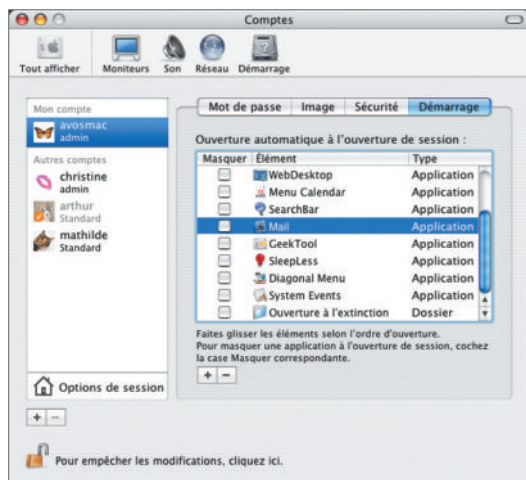 Comptes
Tout afficher Moniteurs Son Réseau Démarrage
Mon compte
avosmac
admin
Autres comptes
christine
admin
arthur
Standard
mathilde
Standard
Options de session
Mot de passe Image Sécurité Démarrage
Ouverture automatique à l'ouverture de session :
Masquer Élément Type
WebDesktop Application
Menu Calendar Application
SearchBar Application
Mail Application
GeekTool Application
SleepLess Application
Diagonal Menu Application
System Events Application
Ouverture à l'extinction Dossier
Faites glisser les éléments selon l'ordre d'ouverture.
Pour masquer une application à l'ouverture de session, cochez
la case Masquer correspondante.
+ −
+ −
Pour empêcher les modifications, cliquez ici.